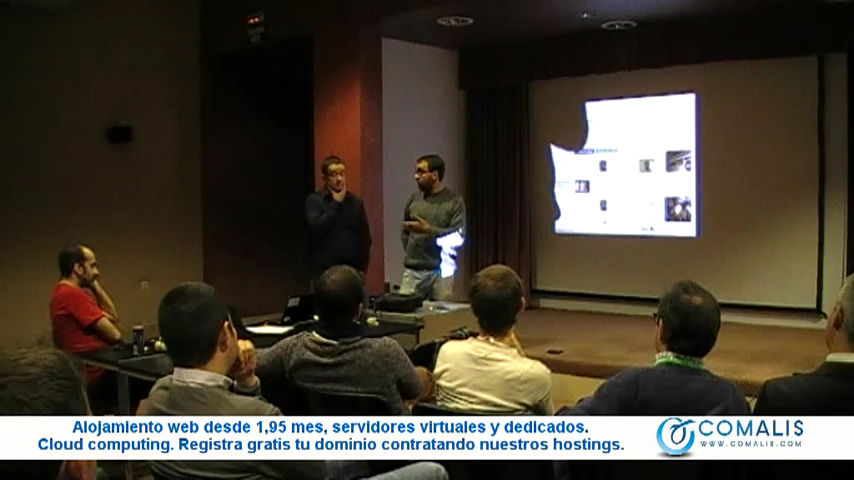 Alojamiento web desde 1,95 mes, servidores virtuales y dedicados.
Cloud computing. Registra gratis tu dominio contratando nuestros hostings.
COMALIS
WWW.COMALIS.COM